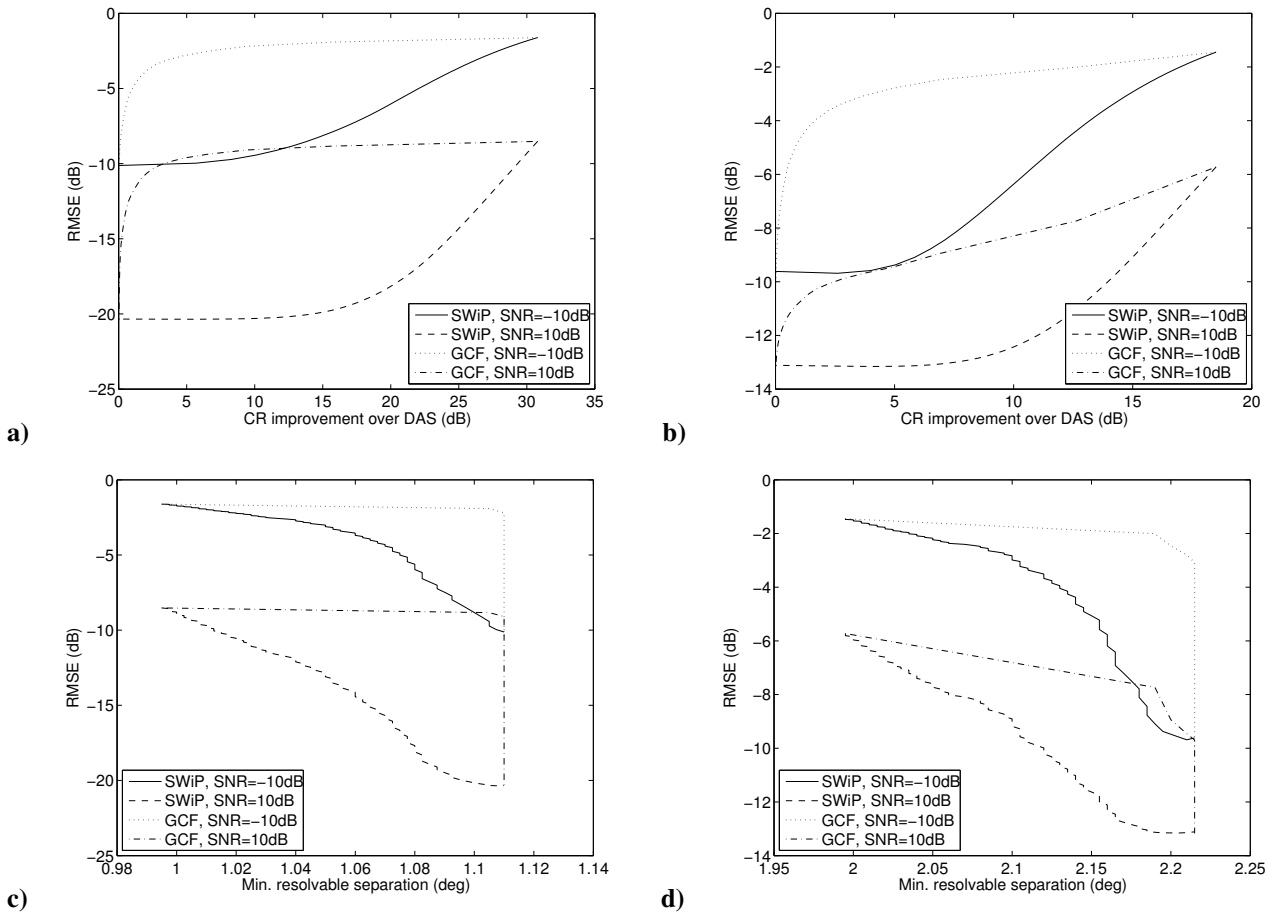 0
−5
−10
−15
−20
−25
RMSE (dB)
0 5 10 15 20 25 30 35
CR improvement over DAS (dB)
SWiP, SNR=−10dB
SWiP, SNR=10dB
GCF, SNR=−10dB
GCF, SNR=10dB
a)
0
−2
−4
−6
−8
−10
−12
−14
RMSE (dB)
0 5 10 15 20
CR improvement over DAS (dB)
SWiP, SNR=−10dB
SWiP, SNR=10dB
GCF, SNR=−10dB
GCF, SNR=10dB
b)
0
−5
−10
−15
−20
−25
RMSE (dB)
0.98 1 1.02 1.04 1.06 1.08 1.1 1.12 1.14
Min. resolvable separation (deg)
SWiP, SNR=−10dB
SWiP, SNR=10dB
GCF, SNR=−10dB
GCF, SNR=10dB
c)
0
−2
−4
−6
−8
−10
−12
−14
RMSE (dB)
1.95 2 2.05 2.1 2.15 2.2 2.25
Min. resolvable separation (deg)
SWiP, SNR=−10dB
SWiP, SNR=10dB
GCF, SNR=−10dB
GCF, SNR=10dB
d)